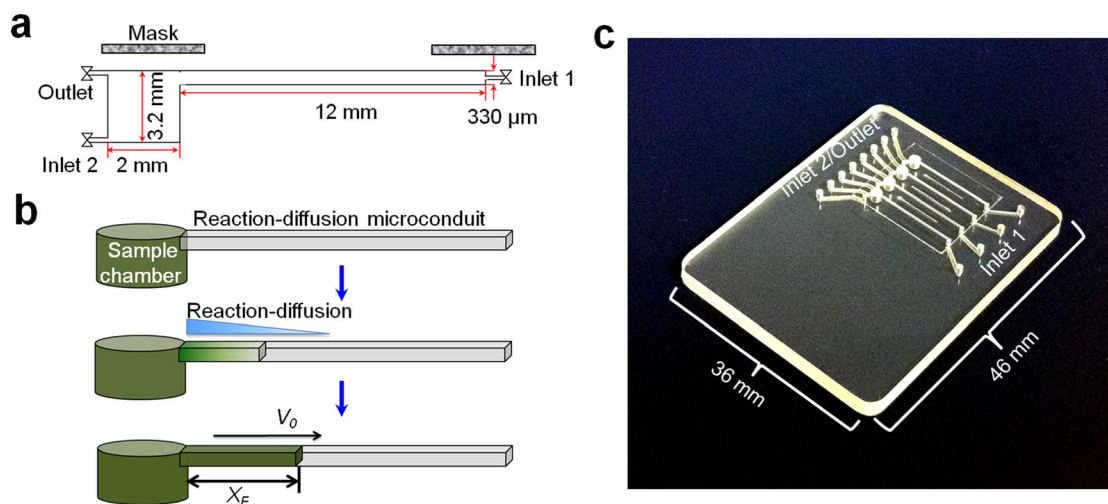 a
Mask
Outlet
3.2 mm
Inlet 1
12 mm
330 µm
Inlet 2
2 mm
b
Reaction-diffusion microconduit
Sample
chamber
Reaction-diffusion
V0
XF
c
Inlet 2/Outlet
Inlet 1
36 mm
46 mm